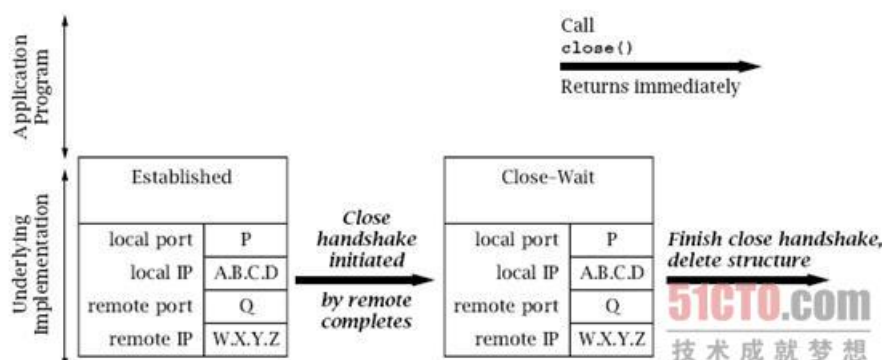 Application
Program
Call
close()
Returns immediately
Underlying
Implementation
Established
local port P
local IP A.B.C.D
remote port Q
remote IP W.X.Y.Z
Close
handshake
initiated
by remote
completes
Close-Wait
local port P
local IP A.B.C.D
remote port Q
remote IP W.X.Y.Z
Finish close handshake,
delete structure
51CTO.com
技术成就梦想